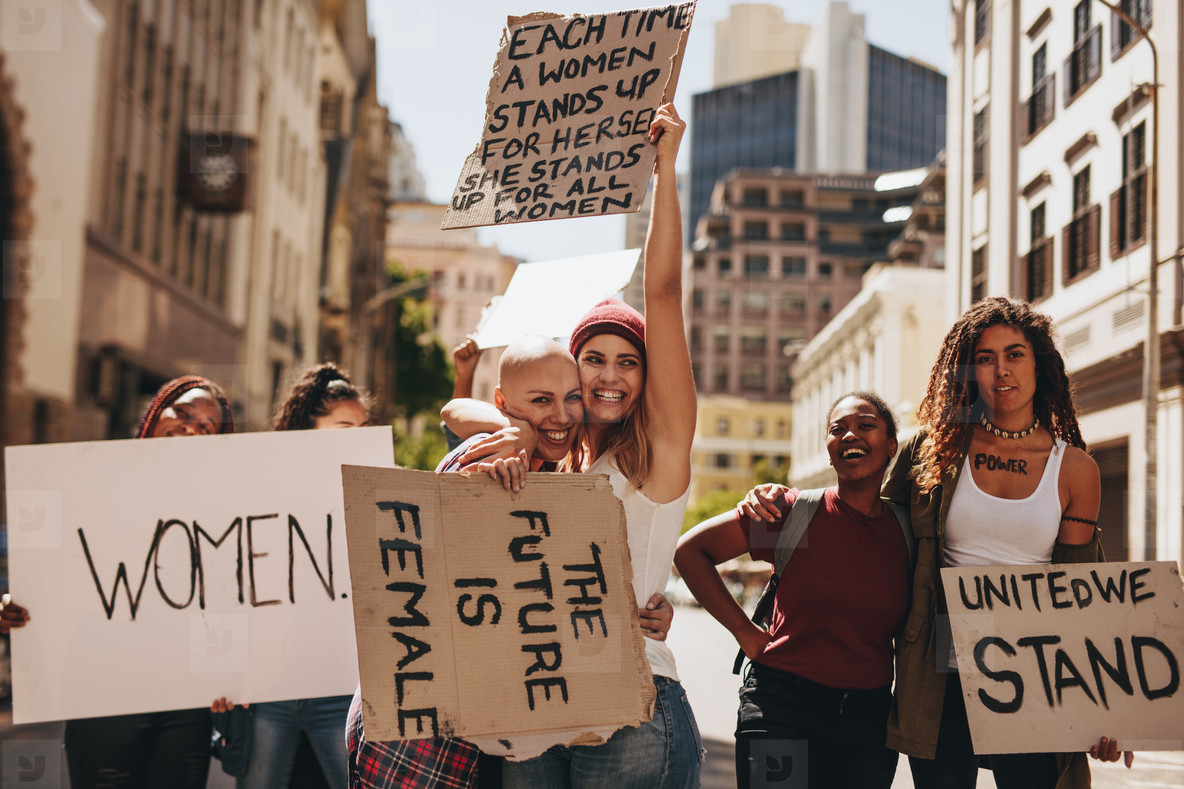 EACH TIME
A WOMEN
STANDS UP
FOR HERSE
SHE STANDS
UP FOR ALL
WOMEN
WOMEN.
THE
FUTURE
IS
FEMALE
POWER
UNITED WE
STAND